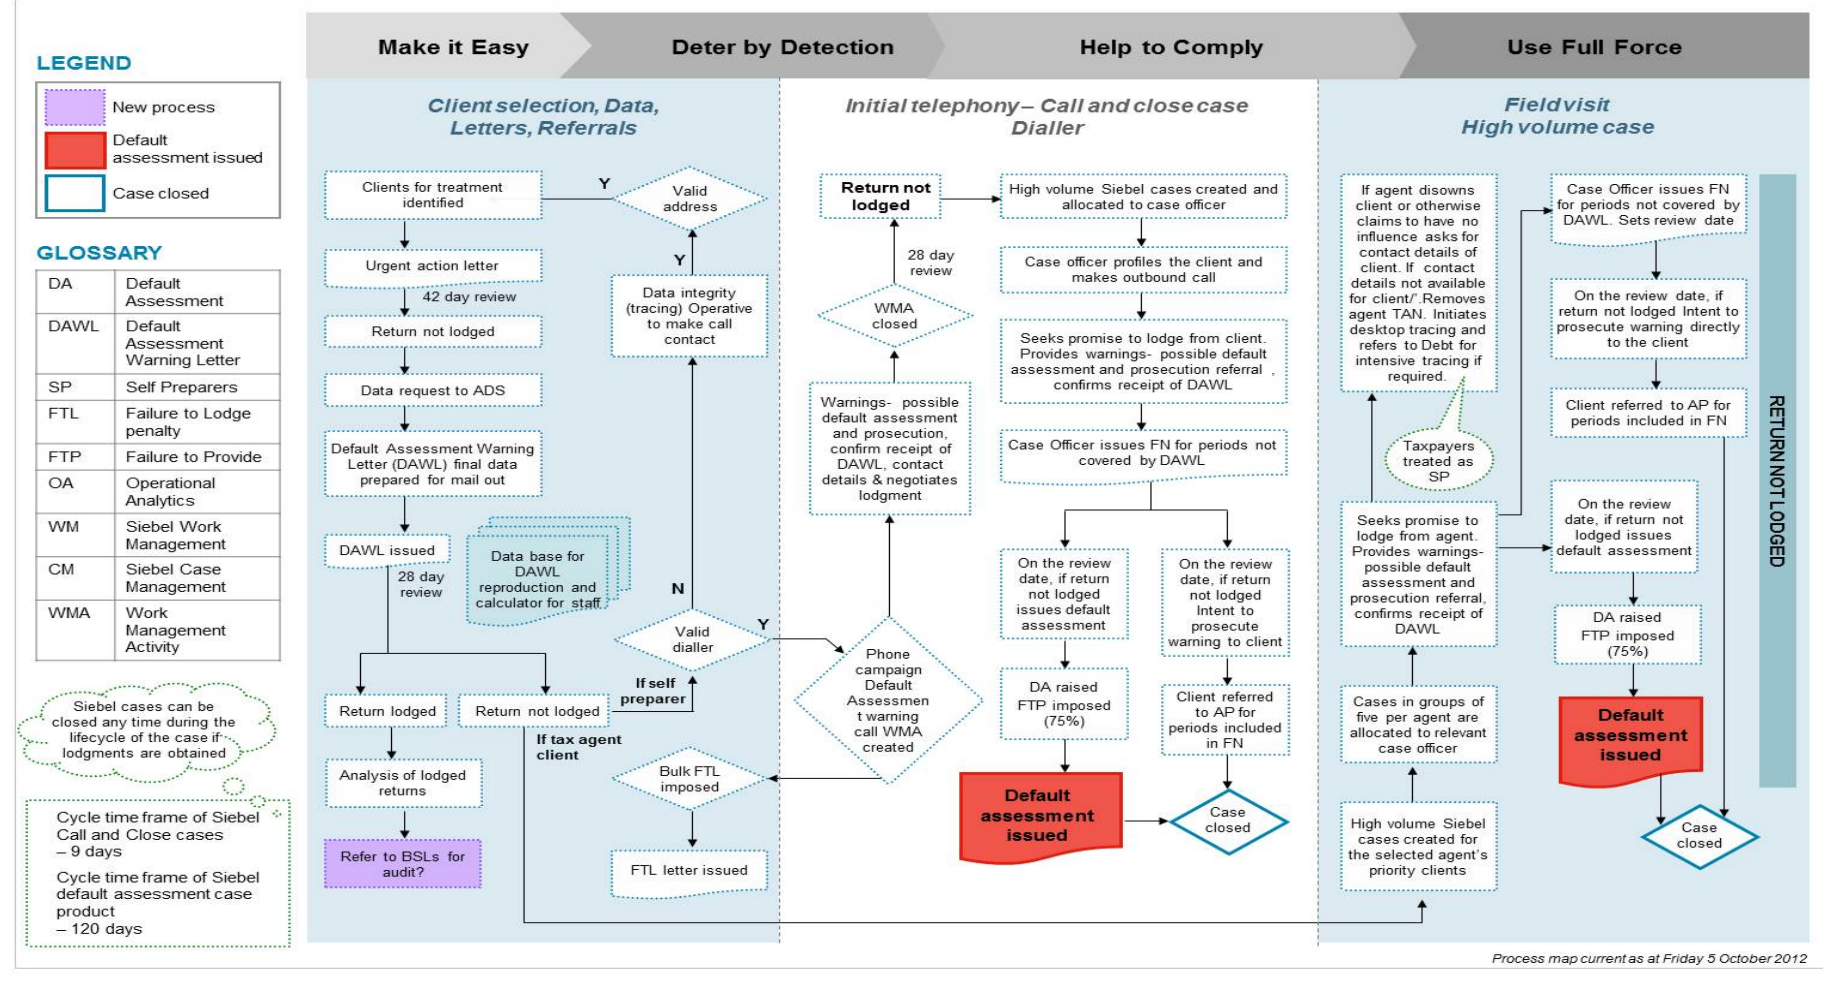 Make it Easy
Deter by Detection
Help to Comply
Use Full Force
LEGEND
New process
Default
assessment issued
Case closed
GLOSSARY
DA
Default
Assessment
DAWL
Default
Assessment
Warning Letter
SP
Self Preparers
FTL
Failure to Lodge
penalty
FTP
Failure to Provide
OA
Operational
Analytics
WM
Siebel Work
Management
CM
Siebel Case
Management
WMA
Work
Management
Activity
Siebel cases can be
closed any time during the
lifecycle of the case if
lodgments are obtained
Cycle time frame of Siebel
Call and Close cases
– 9 days
Cycle time frame of Siebel
default assessment case
product
– 120 days
Client selection, Data,
Letters, Referrals
Clients for treatment
identified
Y
Valid
address
Urgent action letter
42 day review
Return not lodged
Data request to ADS
Default Assessment Warning
Letter (DAWL) final data
prepared for mail out
DAWL issued
28 day
review
Data base for
DAWL
reproduction and
calculator for staff
Y
Data integrity
(tracing) Operative
to make call
contact
N
Valid
dialler
Y
Return lodged
Return not lodged
If self
preparer
If tax agent
client
Analysis of lodged
returns
Refer to BSLs for
audit?
Bulk FTL
imposed
FTL letter issued
Initial telephony – Call and close case
Dialler
Return not
lodged
28 day
review
WMA
closed
Warnings- possible
default assessment
and prosecution,
confirm receipt of
DAWL, contact
details & negotiates
lodgment
Phone
campaign
Default
Assessmen
t warning
call WMA
created
High volume Siebel cases created and
allocated to case officer
Case officer profiles the client and
makes outbound call
Seeks promise to lodge from client.
Provides warnings- possible default
assessment and prosecution referral ,
confirms receipt of DAWL
Case Officer issues FN for periods not
covered by DAWL
On the review
date, if return
not lodged
issues default
assessment
On the review
date, if return
not lodged
Intent to
prosecute
warning to client
DA raised
FTP imposed
(75%)
Client referred
to AP for
periods included
in FN
Default
assessment
issued
Case
closed
Field visit
High volume case
If agent disowns
client or otherwise
claims to have no
influence asks for
contact details of
client. If contact
details not available
for client/'.Removes
agent TAN. Initiates
desktop tracing and
refers to Debt for
intensive tracing if
required.
Taxpayers
treated as
SP
Seeks promise to
lodge from agent.
Provides warnings-
possible default
assessment and
prosecution referral,
confirms receipt of
DAWL
Cases in groups of
five per agent are
allocated to relevant
case officer
High volume Siebel
cases created for
the selected agent's
priority clients
Case Officer issues FN
for periods not covered by
DAWL. Sets review date
On the review date, if
return not lodged Intent to
prosecute warning directly
to the client
Client referred to AP for
periods included in FN
On the review
date, if return not
lodged issues
default assessment
DA raised
FTP imposed
(75%)
Default
assessment
issued
Case
closed
RETURN NOT LODGED
Process map current as at Friday 5 October 2012